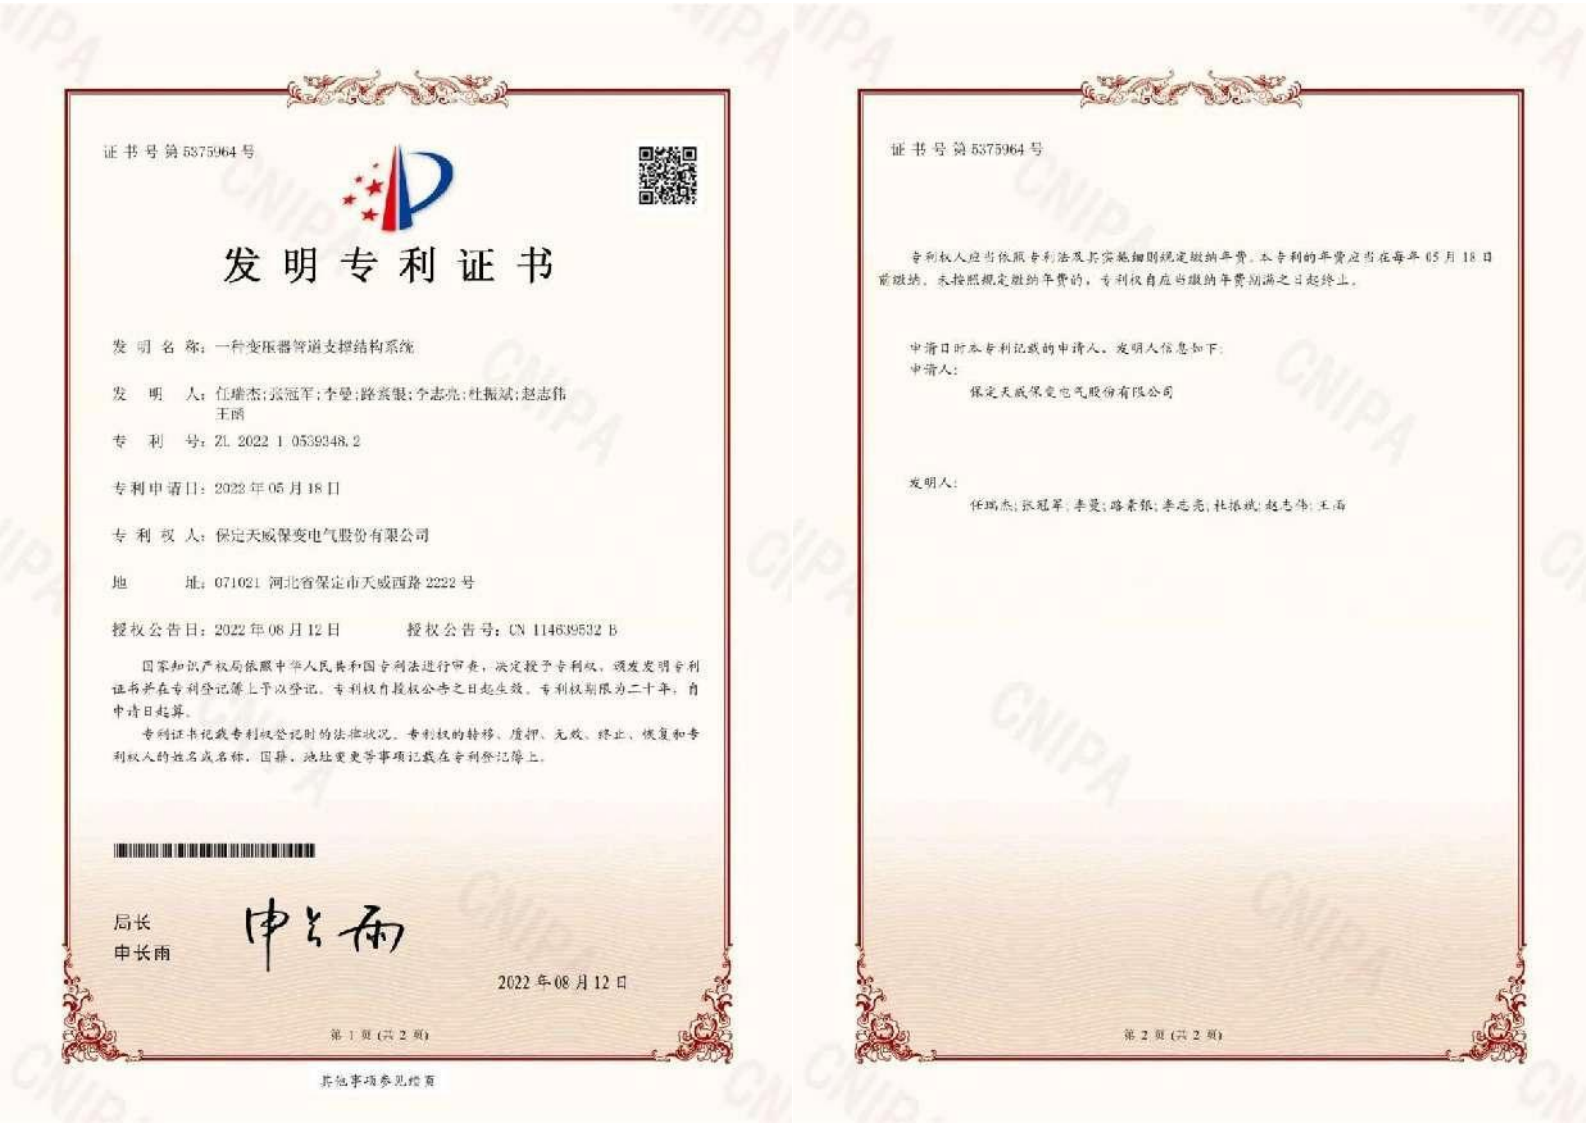 证书号第5375964号
发明专利证书
发明名称：一种变压器管道支撑结构系统
发明人：任瑞杰;张冠军;李曼;路素银;李志亮;杜振斌;赵志伟
王函
专利号：ZL 2022 1 0539348.2
专利申请日：2022年05月18日
专利权人：保定天威保变电气股份有限公司
地址：071021 河北省保定市天威西路2222号
授权公告日：2022年08月12日 授权公告号：CN 114639532 B
国家知识产权局依照中华人民共和国专利法进行审查，决定授予专利权，颁发发明专利
证书并在专利登记簿上予以登记。专利权自授权公告之日起生效。专利权期限为二十年，自
申请日起算。
专利证书记载专利权登记时的法律状况。专利权的转移、质押、无效、终止、恢复和专
利权人的姓名或名称、国籍、地址变更等事项记载在专利登记簿上。
局长
申长雨
申长雨
2022年08月12日
第 1 页 (共 2 页)
其他事项参见续页
证书号第5375964号
专利权人应当依照专利法及其实施细则规定缴纳年费。本专利的年费应当在每年05月18日
前缴纳。未按照规定缴纳年费的，专利权自应当缴纳年费期满之日起终止。
申请日时本专利记载的申请人、发明人信息如下：
申请人：
保定天威保变电气股份有限公司
发明人：
任瑞杰;张冠军;李曼;路素银;李志亮;杜振斌;赵志伟;王函
第 2 页 (共 2 页)
CNIPA